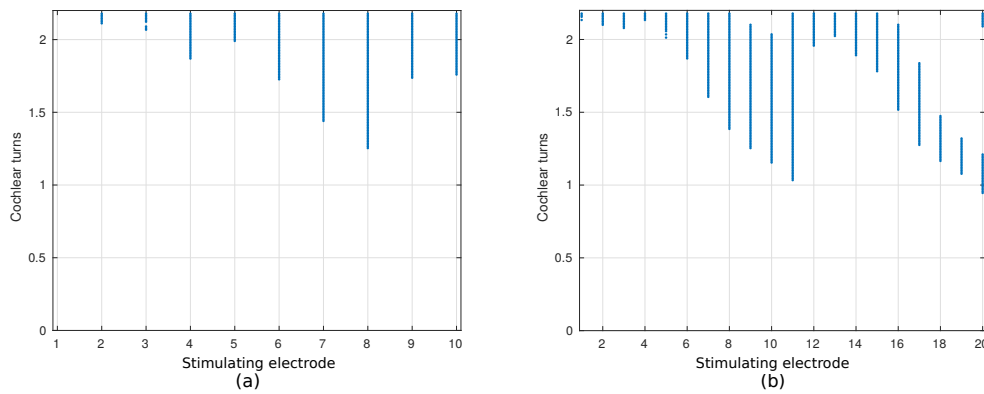 2
1.5
1
0.5
0
Cochlear turns
1 2 3 4 5 6 7 8 9 10
Stimulating electrode
(a)
2
1.5
1
0.5
0
Cochlear turns
2 4 6 8 10 12 14 16 18 20
Stimulating electrode
(b)